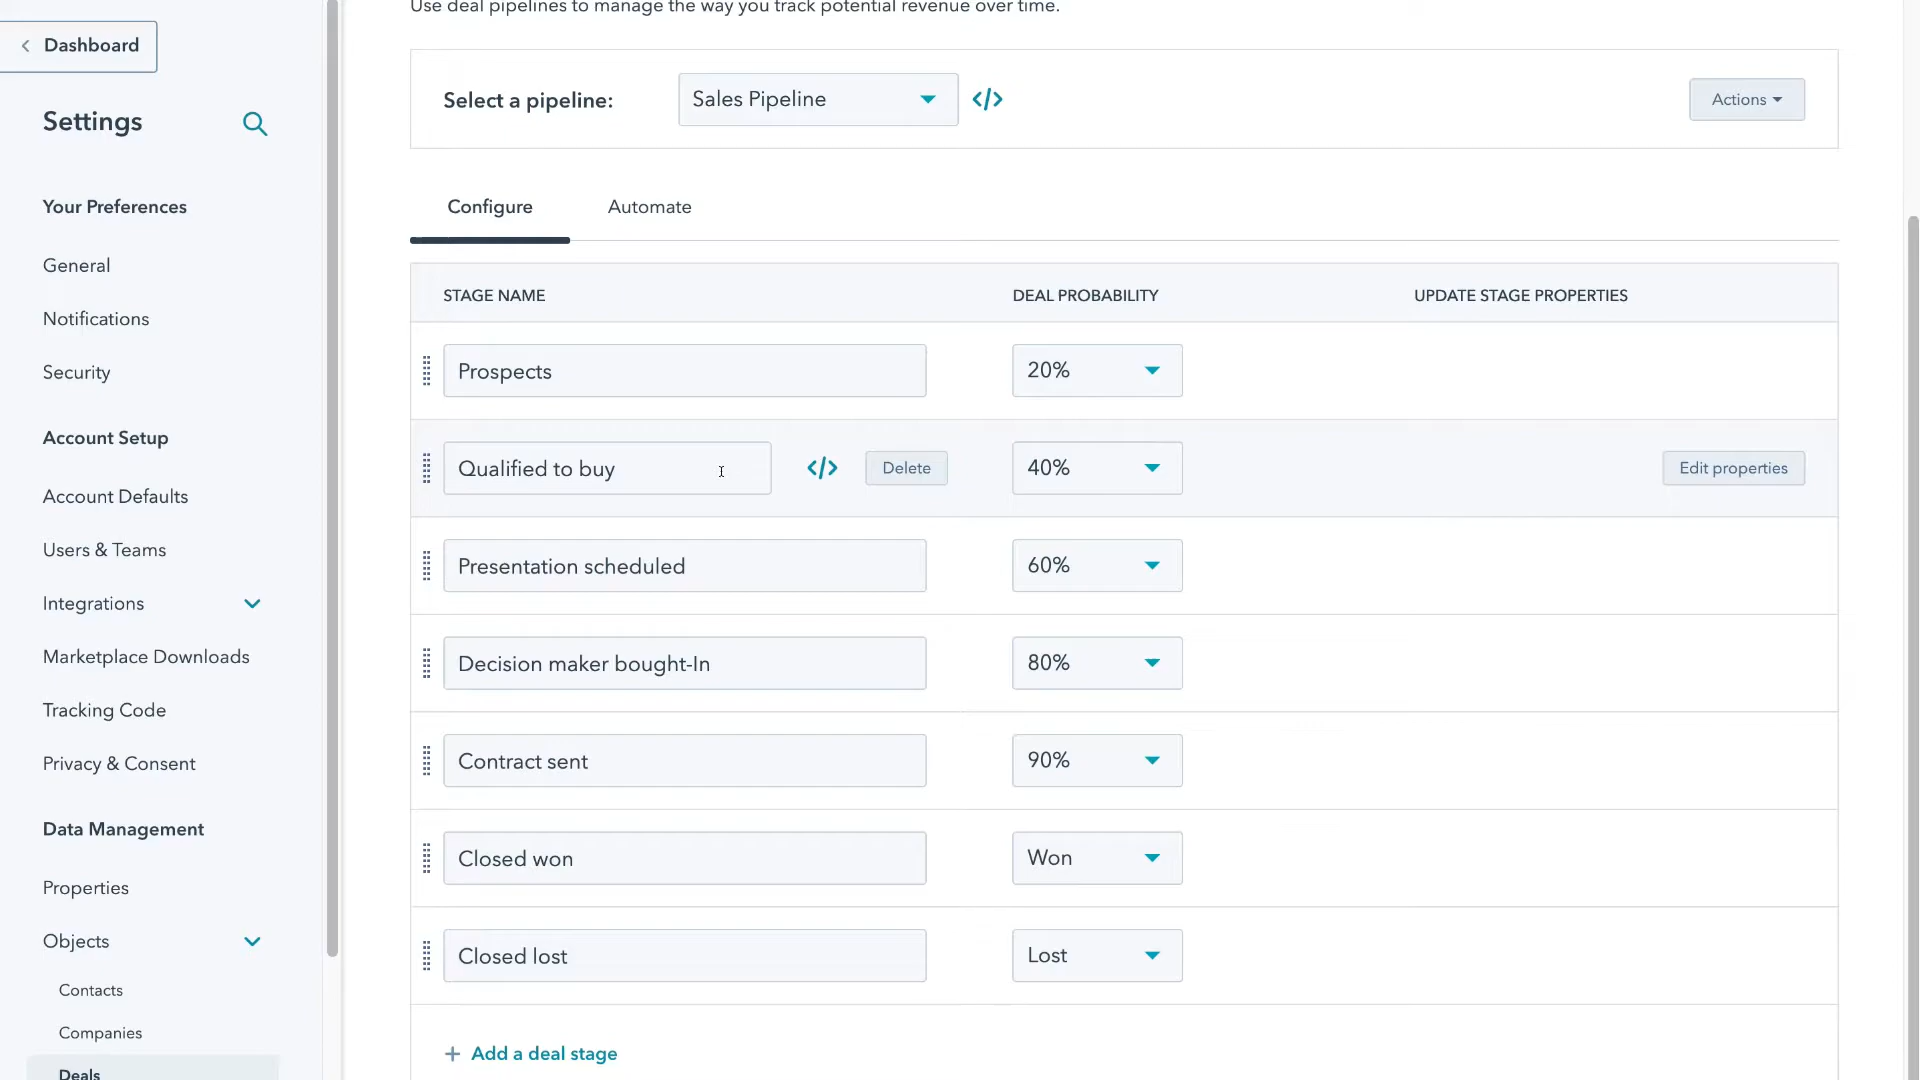 Use deal pipelines to manage the way you track potential revenue over time.
Dashboard
Settings
Your Preferences
General
Notifications
Security
Account Setup
Account Defaults
Users & Teams
Integrations
Marketplace Downloads
Tracking Code
Privacy & Consent
Data Management
Properties
Objects
Contacts
Companies
Deals
Select a pipeline:
Sales Pipeline
</>
Actions
Configure
Automate
STAGE NAME
DEAL PROBABILITY
UPDATE STAGE PROPERTIES
Prospects
20%
Qualified to buy
</>
Delete
40%
Edit properties
Presentation scheduled
60%
Decision maker bought-In
80%
Contract sent
90%
Closed won
Won
Closed lost
Lost
+ Add a deal stage